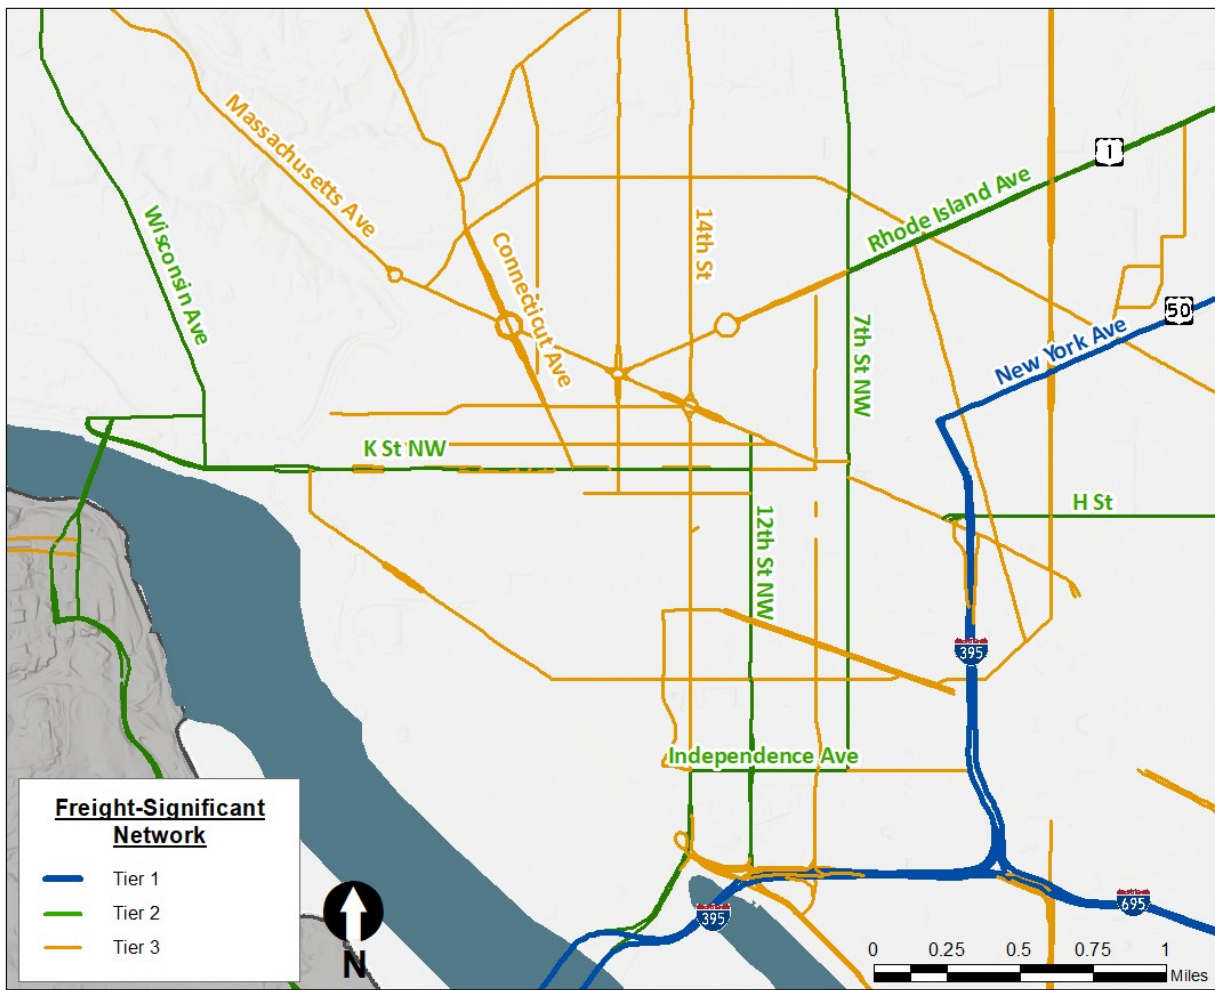 1
Massachusetts Ave
Rhode Island Ave
Wisconsin Ave
14th St
Connecticut Ave
50
New York Ave
7th St NW
K St NW
H St
12th St NW
395
Independence Ave
Freight-Significant
Network
Tier 1
Tier 2
Tier 3
N
395
695
0 0.25 0.5 0.75 1
Miles